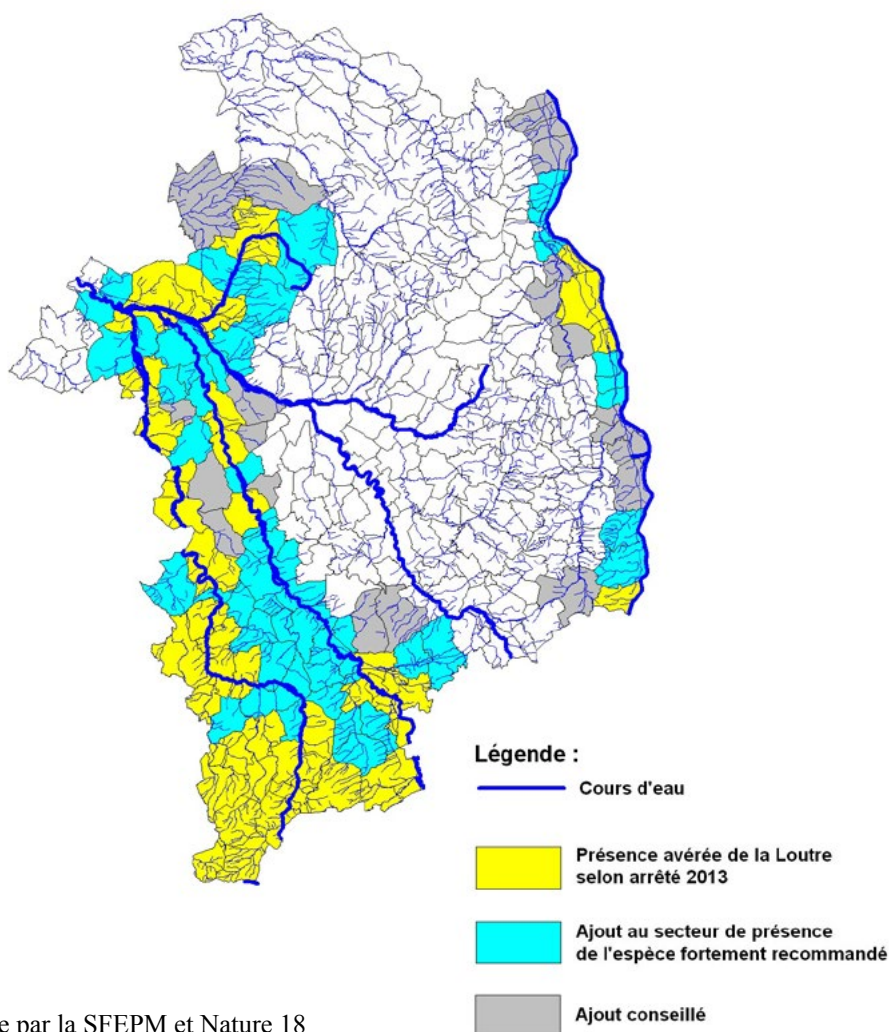 Légende :
Cours d'eau
Présence avérée de la Loutre
selon arrêté 2013
Ajout au secteur de présence
de l'espèce fortement recommandé
Ajout conseillé
par la SFEPM et Nature 18